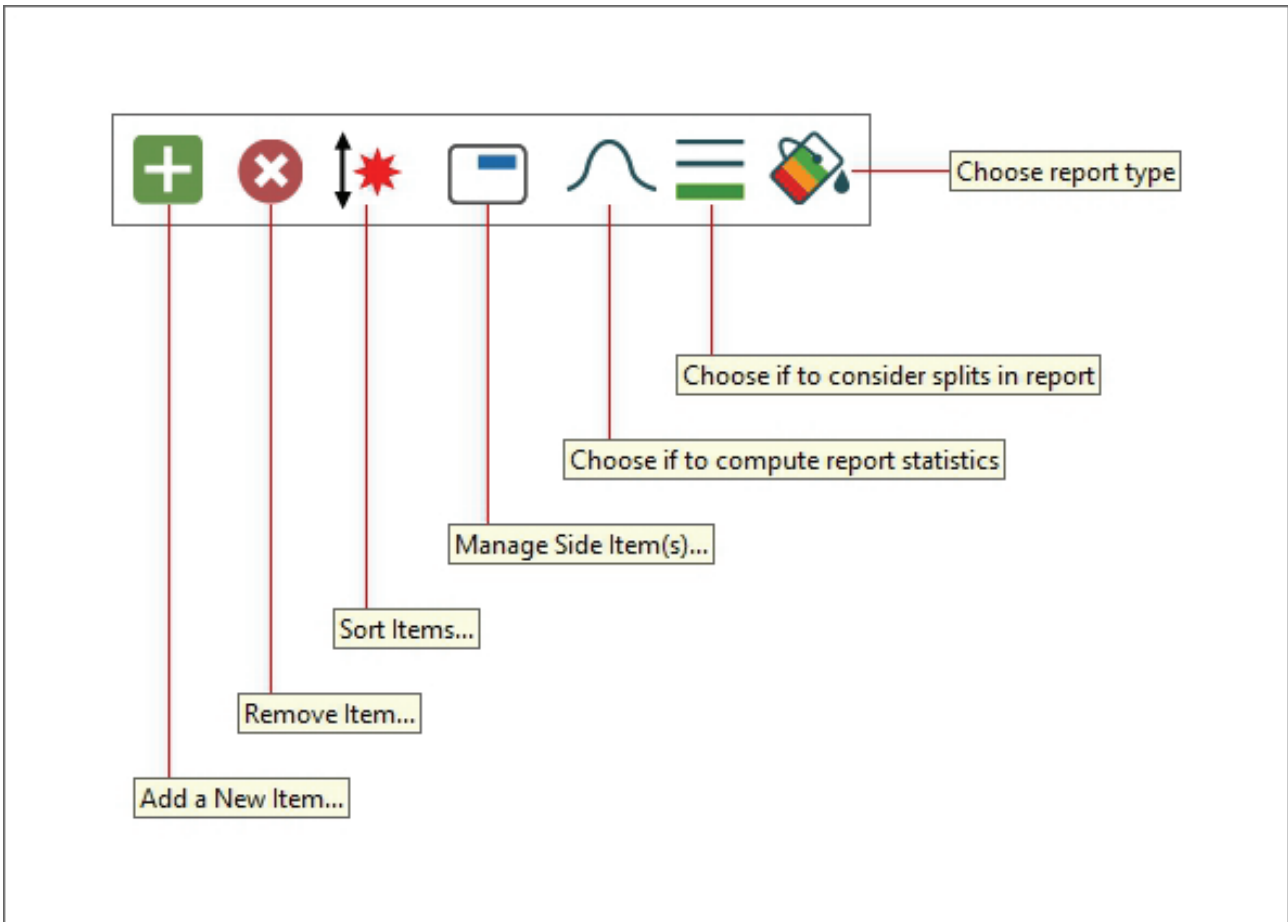 Choose report type
Choose if to consider splits in report
Choose if to compute report statistics
Manage Side Item(s)...
Sort Items...
Remove Item...
Add a New Item...